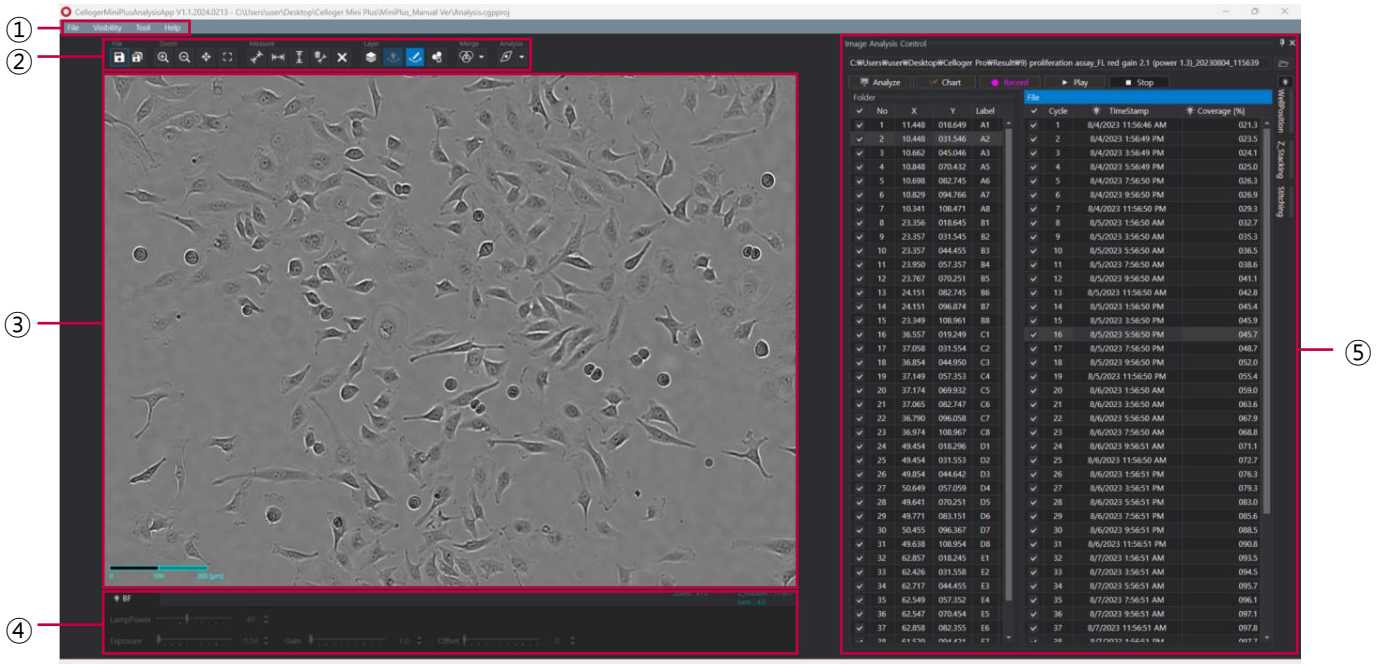 CellogerMiniPlusAnalysisApp V1.1.2024.0213 - C:\Users\user\Desktop\Celloger Mini Plus\MiniPlus_Manual Ver\Analysis.cgpproj
① File Visibility Tool Help
② File Zoom Measure Layer Merge Analysis
③
0 100 200 [μm]
④
BF
LampPower 40
Exposure Gain 1.0 Offset 0
⑤
Image Analysis Control
C:₩Users₩user₩Desktop₩Celloger Pro₩Result₩9) proliferation assay_FL red gain 2.1 (power 1.3)_20230804_115639
Analyze Chart Record Play Stop
WellPosition
Z_Stacking
Stitching
Folder
No X Y Label
1 11.448 018.649 A1
2 10.448 031.546 A2
3 10.662 045.046 A3
4 10.848 070.432 A5
5 10.698 082.745 A6
6 10.829 094.766 A7
7 10.341 108.471 A8
8 23.356 018.645 B1
9 23.357 031.545 B2
10 23.357 044.455 B3
11 23.950 057.357 B4
12 23.767 070.251 B5
13 24.151 082.745 B6
14 24.151 096.874 B7
15 23.349 108.961 B8
16 36.557 019.249 C1
17 37.058 031.554 C2
18 36.854 044.950 C3
19 37.149 057.353 C4
20 37.174 069.932 C5
21 37.065 082.747 C6
22 36.790 096.058 C7
23 36.974 108.967 C8
24 49.454 018.296 D1
25 49.454 031.553 D2
26 49.854 044.642 D3
27 50.649 057.059 D4
28 49.641 070.251 D5
29 49.771 083.151 D6
30 50.455 096.367 D7
31 49.638 108.954 D8
32 62.857 018.245 E1
33 62.426 031.558 E2
34 62.717 044.455 E3
35 62.549 057.352 E4
36 62.547 070.454 E5
37 62.858 082.355 E6
File
Cycle TimeStamp Coverage [%]
1 8/4/2023 11:56:46 AM 021.3
2 8/4/2023 1:56:49 PM 023.5
3 8/4/2023 3:56:49 PM 024.1
4 8/4/2023 5:56:49 PM 025.0
5 8/4/2023 7:56:50 PM 026.3
6 8/4/2023 9:56:50 PM 026.9
7 8/4/2023 11:56:50 PM 029.3
8 8/5/2023 1:56:50 AM 032.7
9 8/5/2023 3:56:50 AM 035.3
10 8/5/2023 5:56:50 AM 036.5
11 8/5/2023 7:56:50 AM 038.6
12 8/5/2023 9:56:50 AM 041.1
13 8/5/2023 11:56:50 AM 042.8
14 8/5/2023 1:56:50 PM 045.4
15 8/5/2023 3:56:50 PM 045.9
16 8/5/2023 5:56:50 PM 045.7
17 8/5/2023 7:56:50 PM 048.7
18 8/5/2023 9:56:50 PM 052.0
19 8/5/2023 11:56:50 PM 055.4
20 8/6/2023 1:56:50 AM 059.0
21 8/6/2023 3:56:50 AM 063.6
22 8/6/2023 5:56:50 AM 067.9
23 8/6/2023 7:56:50 AM 068.8
24 8/6/2023 9:56:51 AM 071.1
25 8/6/2023 11:56:50 AM 072.7
26 8/6/2023 1:56:51 PM 076.3
27 8/6/2023 3:56:51 PM 079.3
28 8/6/2023 5:56:51 PM 083.0
29 8/6/2023 7:56:51 PM 085.6
30 8/6/2023 9:56:51 PM 088.5
31 8/6/2023 11:56:51 PM 090.8
32 8/7/2023 1:56:51 AM 093.5
33 8/7/2023 3:56:51 AM 094.5
34 8/7/2023 5:56:51 AM 095.7
35 8/7/2023 7:56:51 AM 096.1
36 8/7/2023 9:56:51 AM 097.1
37 8/7/2023 11:56:51 AM 097.8